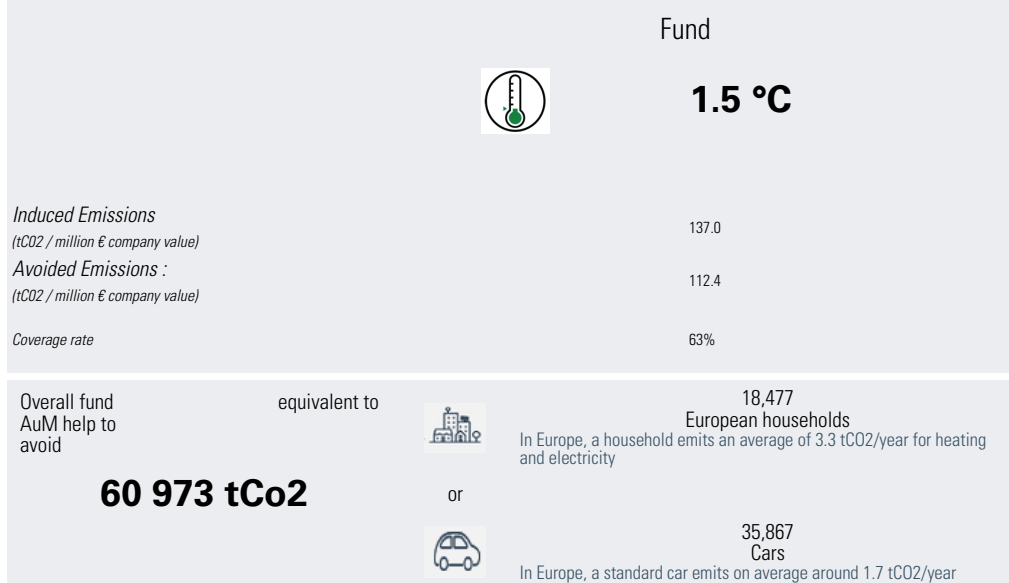 Fund
1.5 °C
Induced Emissions
(tC02 / million € company value)
137.0
Avoided Emissions :
(tC02 / million € company value)
112.4
Coverage rate
63%
Overall fund
AuM help to
avoid
equivalent to
60 973 tCo2
18,477
European households
In Europe, a household emits an average of 3.3 tCO2/year for heating
and electricity
or
35,867
Cars
In Europe, a standard car emits on average around 1.7 tCO2/year